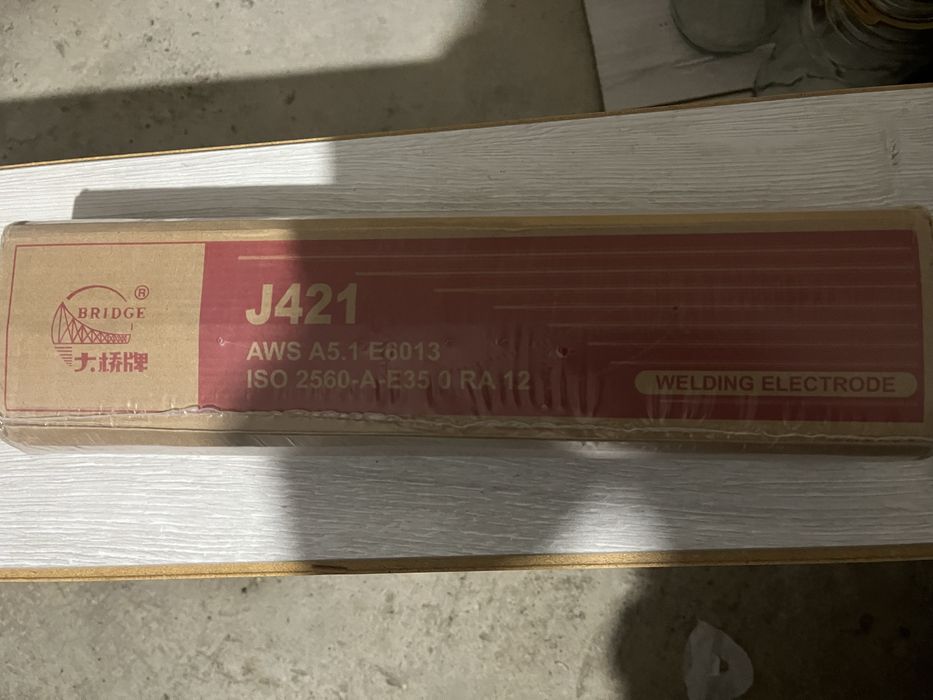 BRIDGE ®
大桥牌
J421
AWS A5.1 E6013
ISO 2560-A-E35 0 RA 12
WELDING ELECTRODE